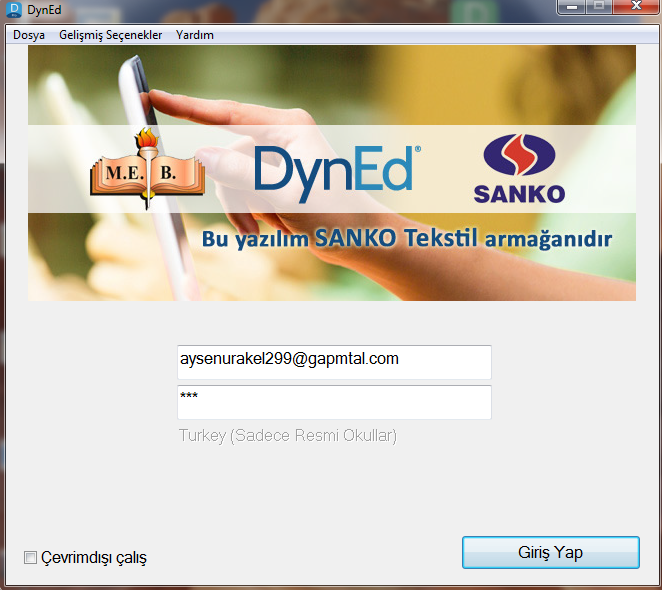 DynEd
Dosya Gelişmiş Seçenekler Yardım
M.E. B. DynEd® SANKO
Bu yazılım SANKO Tekstil armağanıdır
aysenurakel299@gapmtal.com
***
Turkey (Sadece Resmi Okullar)
Çevrimdışı çalış
Giriş Yap